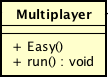 Multiplayer
+ Easy()
+ run() : void